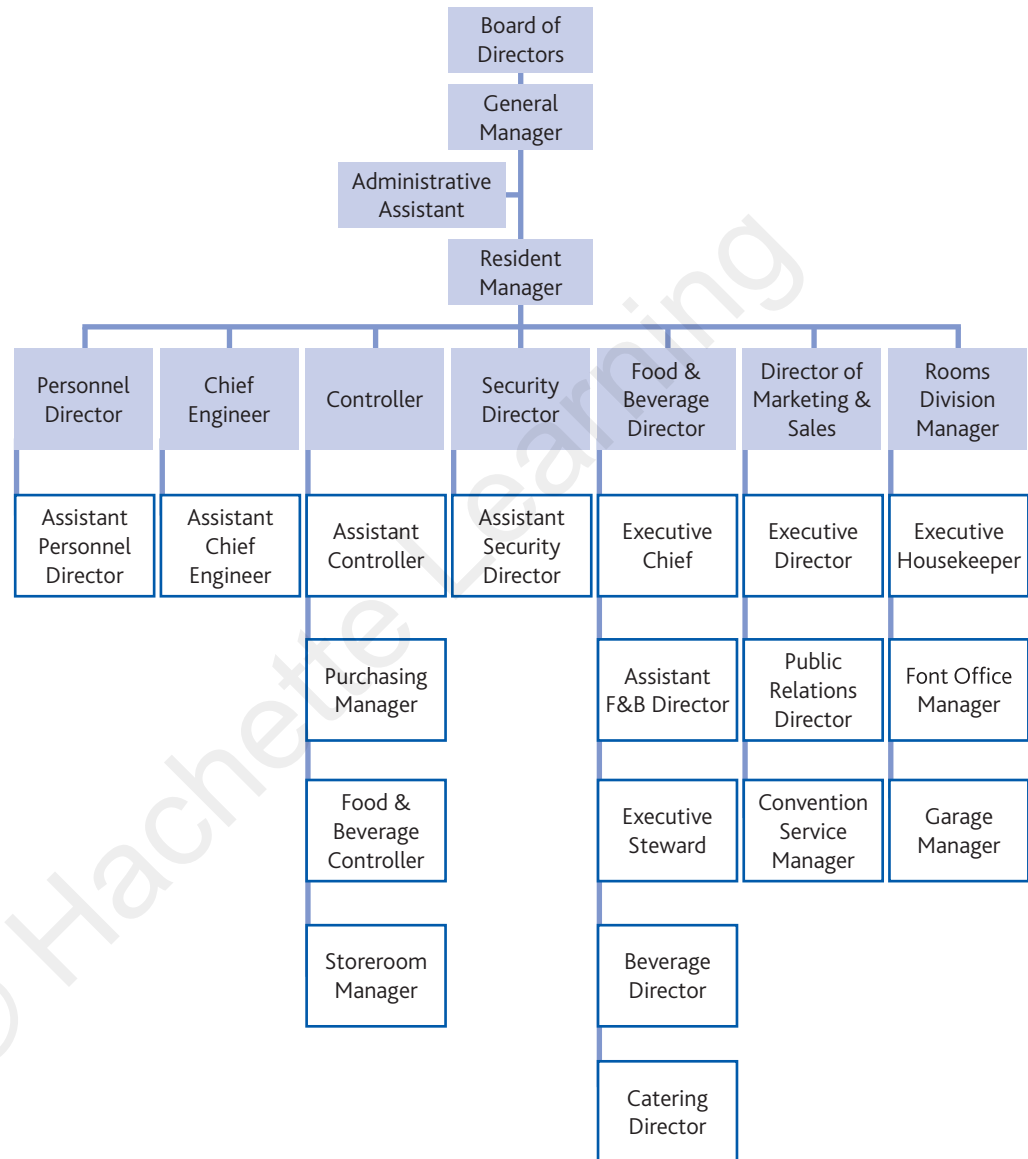 Board of
Directors
General
Manager
Administrative
Assistant
Resident
Manager
Personnel
Director
Chief
Engineer
Controller
Security
Director
Food &
Beverage
Director
Director of
Marketing &
Sales
Rooms
Division
Manager
Assistant
Personnel
Director
Assistant
Chief
Engineer
Assistant
Controller
Assistant
Security
Director
Executive
Chief
Executive
Director
Executive
Housekeeper
Purchasing
Manager
Assistant
F&B Director
Public
Relations
Director
Font Office
Manager
Food &
Beverage
Controller
Executive
Steward
Convention
Service
Manager
Garage
Manager
Storeroom
Manager
Beverage
Director
Catering
Director
© Hachette Learning